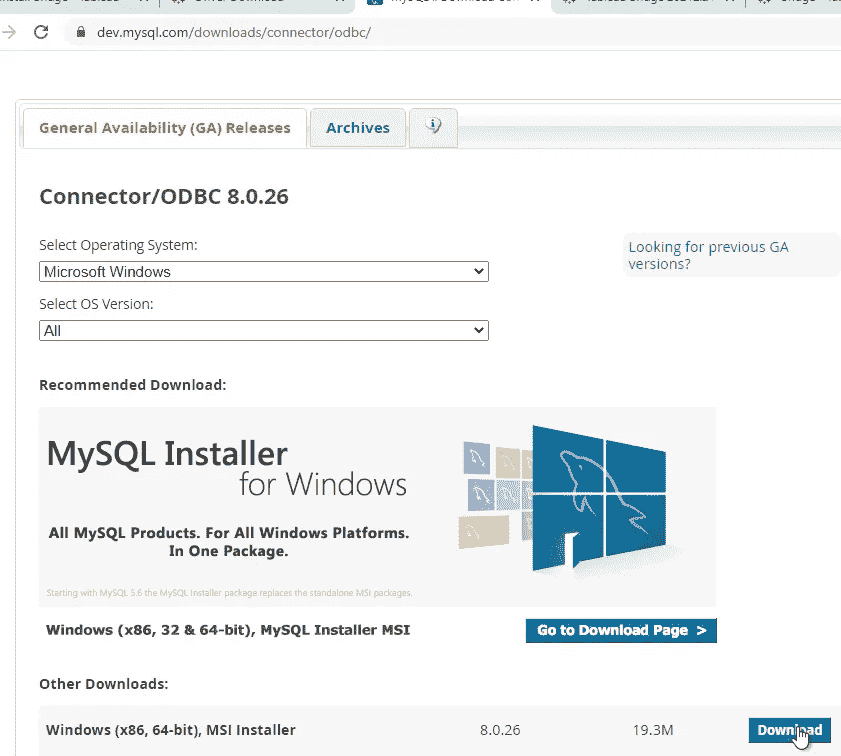 dev.mysql.com/downloads/connector/odbc/
General Availability (GA) Releases
Archives
i
Connector/ODBC 8.0.26
Select Operating System:
Looking for previous GA
versions?
Microsoft Windows
Select OS Version:
All
Recommended Download:
MySQL Installer
for Windows
All MySQL Products. For All Windows Platforms.
In One Package.
Starting with MySQL 5.6 the MySQL Installer package replaces the standalone MSI packages.
Windows (x86, 32 & 64-bit), MySQL Installer MSI
Go to Download Page >
Other Downloads:
Windows (x86, 64-bit), MSI Installer
8.0.26
19.3M
Download